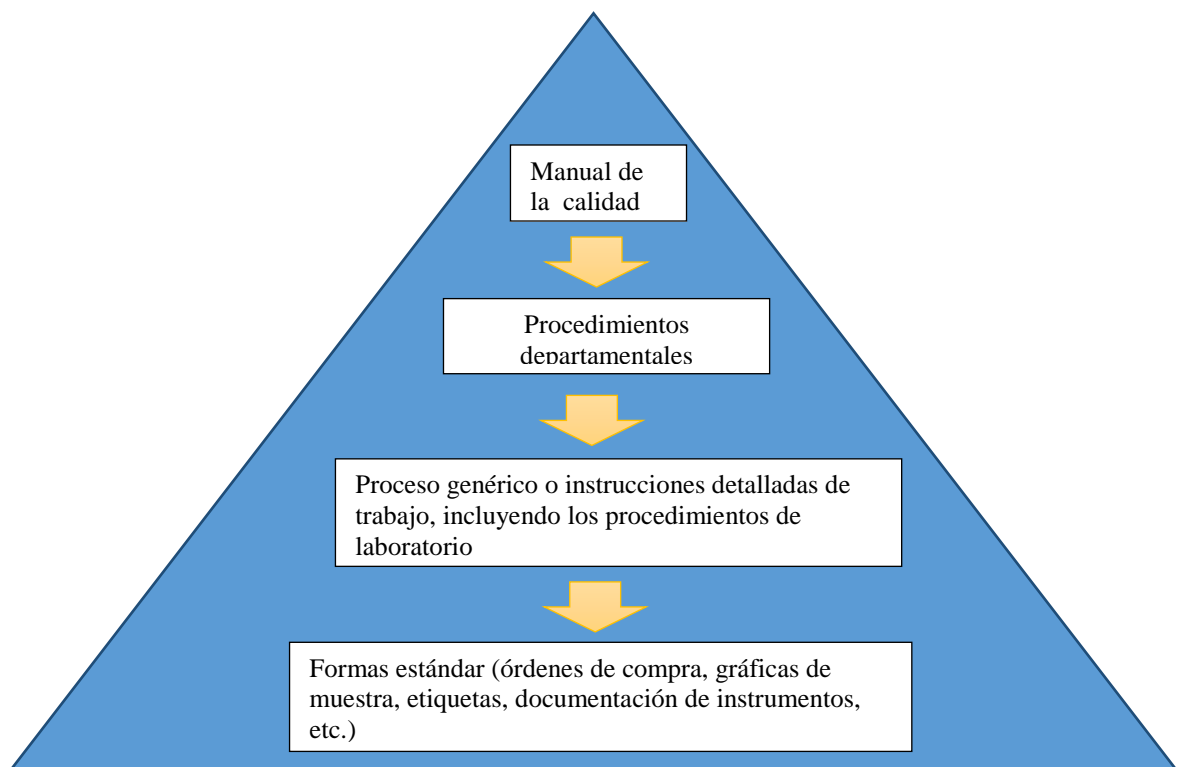 Manual de
la calidad
Procedimientos
departamentales
Proceso genérico o instrucciones detalladas de
trabajo, incluyendo los procedimientos de
laboratorio
Formas estándar (órdenes de compra, gráficas de
muestra, etiquetas, documentación de instrumentos,
etc.)